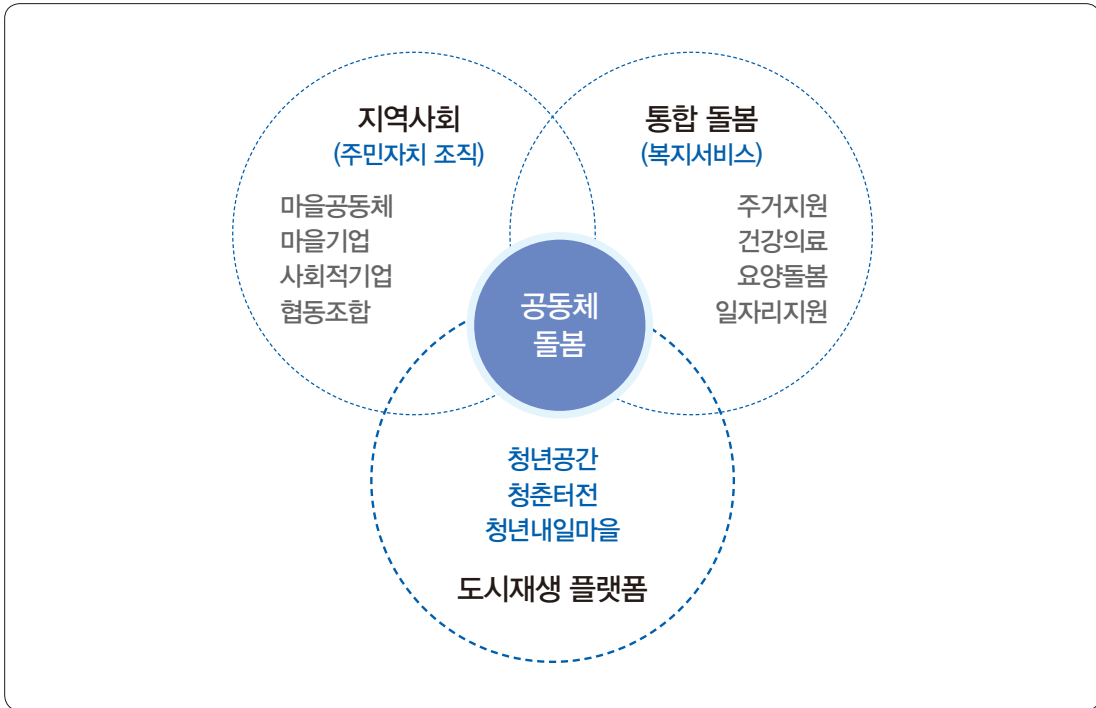 지역사회
(주민자치 조직)
마을공동체
마을기업
사회적기업
협동조합
통합 돌봄
(복지서비스)
주거지원
건강의료
요양돌봄
일자리지원
공동체
돌봄
청년공간
청춘터전
청년내일마을
도시재생 플랫폼